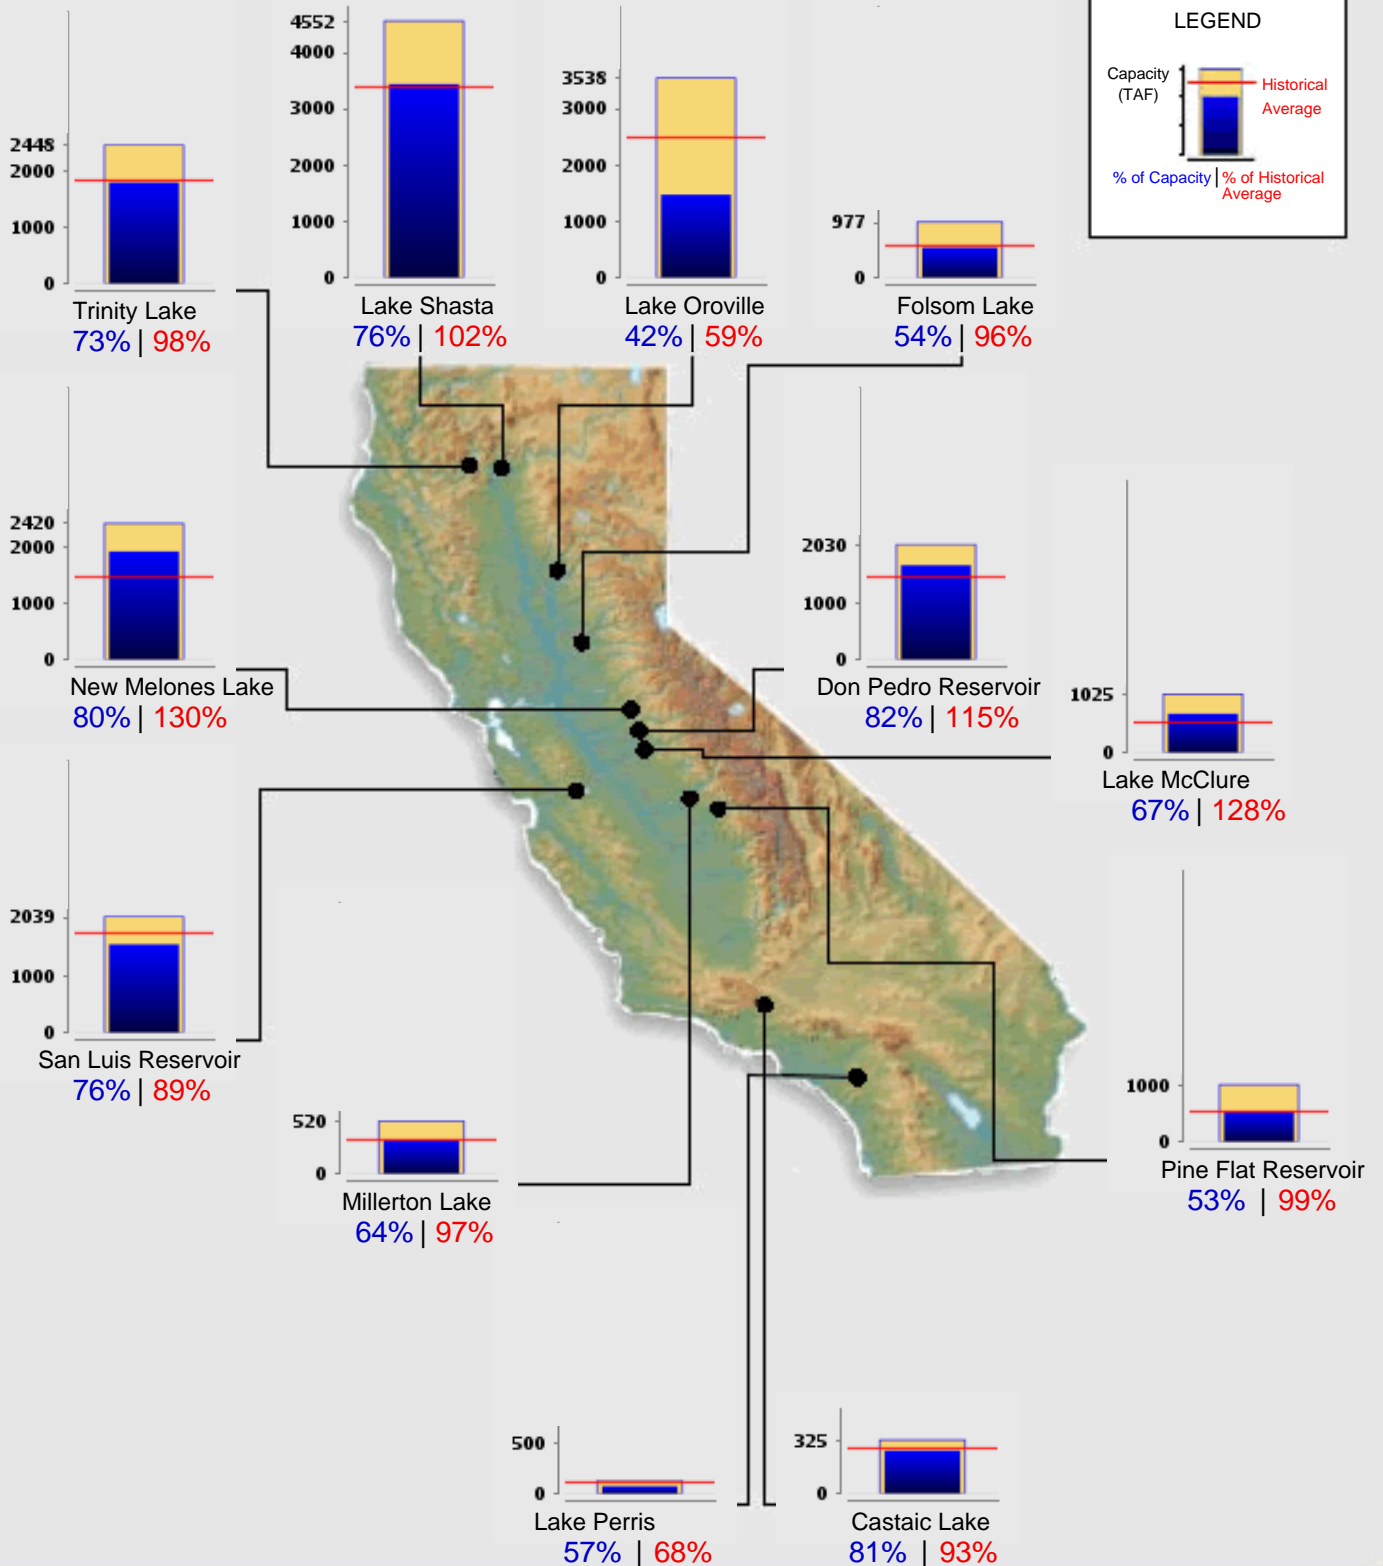 LEGEND
Capacity
(TAF)
Historical
Average
% of Capacity | % of Historical
Average
2448
2000
1000
0
Trinity Lake
73% | 98%
4552
4000
3000
2000
1000
0
Lake Shasta
76% | 102%
3538
3000
2000
1000
0
Lake Oroville
42% | 59%
977
0
Folsom Lake
54% | 96%
2420
2000
1000
0
New Melones Lake
80% | 130%
2030
1000
0
Don Pedro Reservoir
82% | 115%
1025
0
Lake McClure
67% | 128%
2039
1000
0
San Luis Reservoir
76% | 89%
520
0
Millerton Lake
64% | 97%
1000
0
Pine Flat Reservoir
53% | 99%
500
0
Lake Perris
57% | 68%
325
0
Castaic Lake
81% | 93%